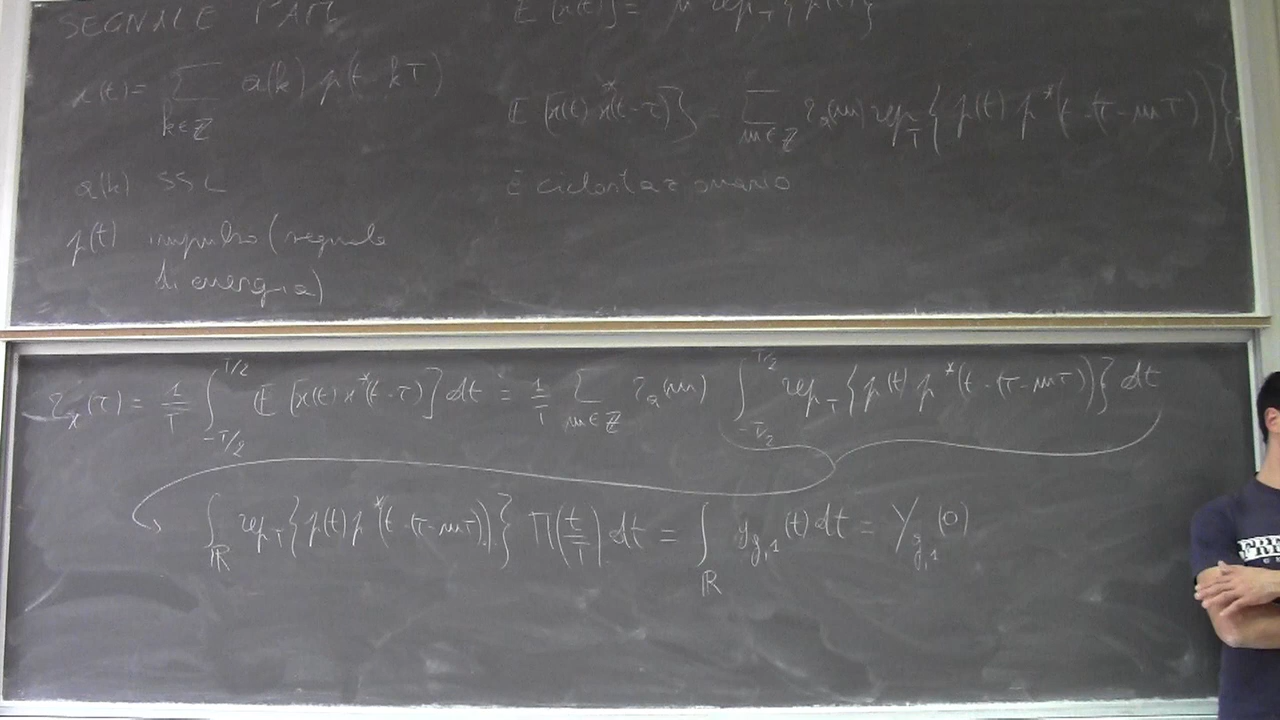 SEGNALE PAM
x(t) = ∑_{k∈ℤ} a(k) p(t-kT)
a(k) SSL
p(t) impulso (segnale
di energia)
E[x(t)] = μ rep_T{p(t)}
E[x(t) x*(t-τ)] = ∑_{m∈ℤ} r_a(m) rep_T{p(t) p*(t-(τ-mT))}
è ciclostazionario
r_x(τ) = 1/T ∫_{-T/2}^{T/2} E[x(t) x*(t-τ)] dt = 1/T ∑_{m∈ℤ} r_a(m) ∫_{-T/2}^{T/2} rep_T{p(t) p*(t-(τ-mT))} dt
∫_ℝ rep_T{p(t) p*(t-(τ-mT))} Π(t/T) dt = ∫_ℝ y_{g,1}(t) dt = Y_{g,1}(0)